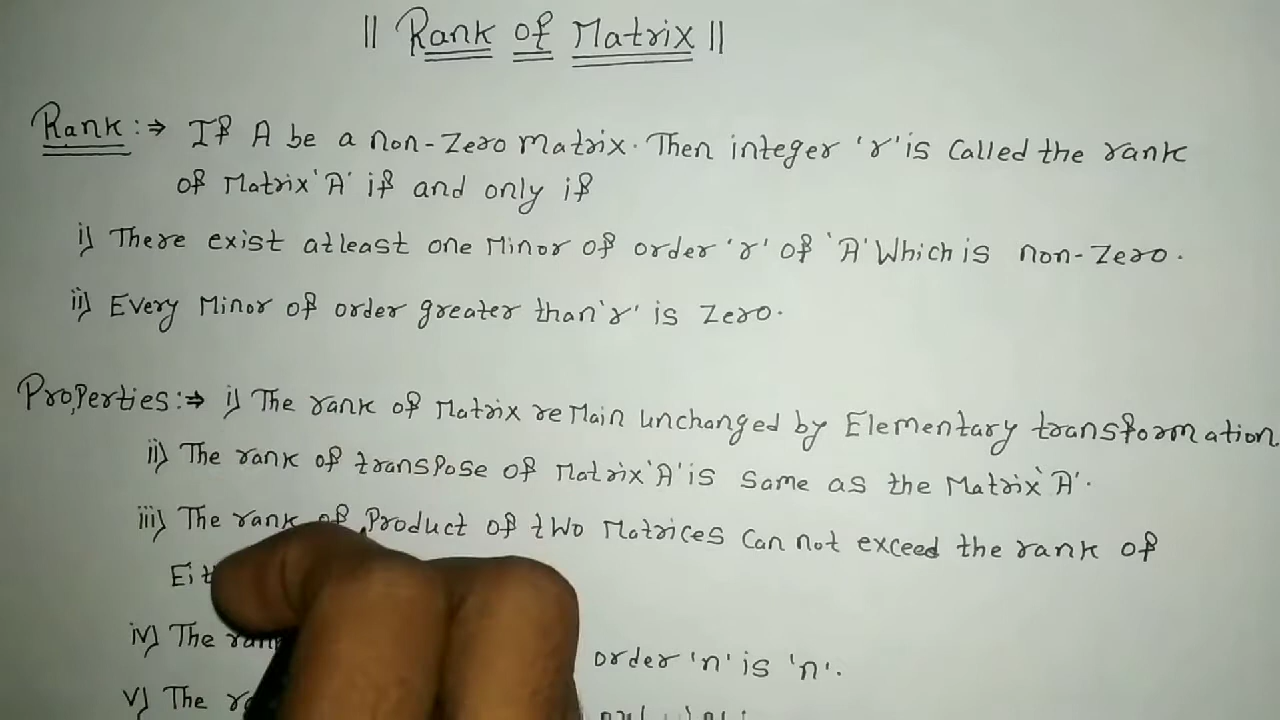 || Rank of Matrix ||
Rank :⇒ If A be a non-Zero matrix. Then integer 'r' is Called the rank
of Matrix 'A' if and only if
i) There exist atleast one Minor of order 'r' of 'A' Which is non-Zero.
ii) Every Minor of order greater than 'r' is Zero.
Properties :⇒ i) The rank of Matrix remain unchanged by Elementary transformation
ii) The rank of transpose of Matrix 'A' is Same as the Matrix 'A'.
iii) The rank of Product of two Matrices Can not exceed the rank of
iv) The order 'n' is 'n'.
v) The